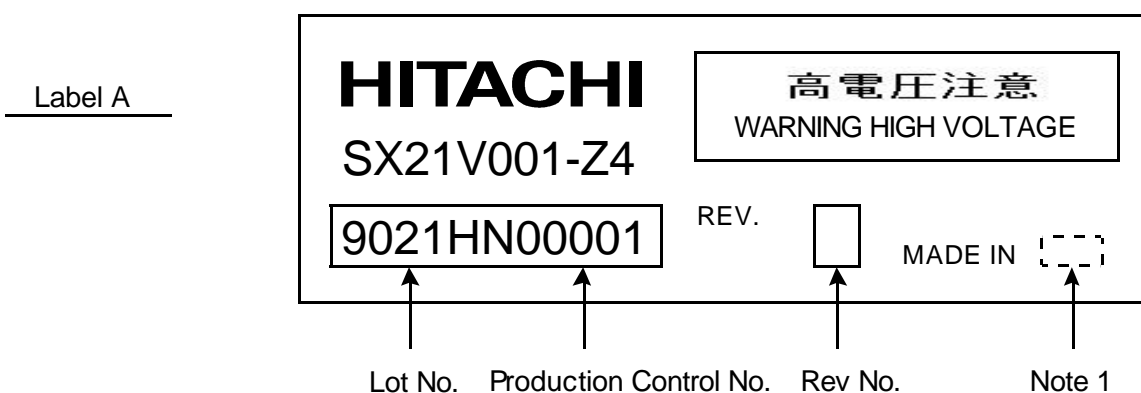 Label A
HITACHI
高電圧注意
WARNING HIGH VOLTAGE
SX21V001-Z4
9021HN00001
REV.
MADE IN
Lot No. Production Control No. Rev No. Note 1